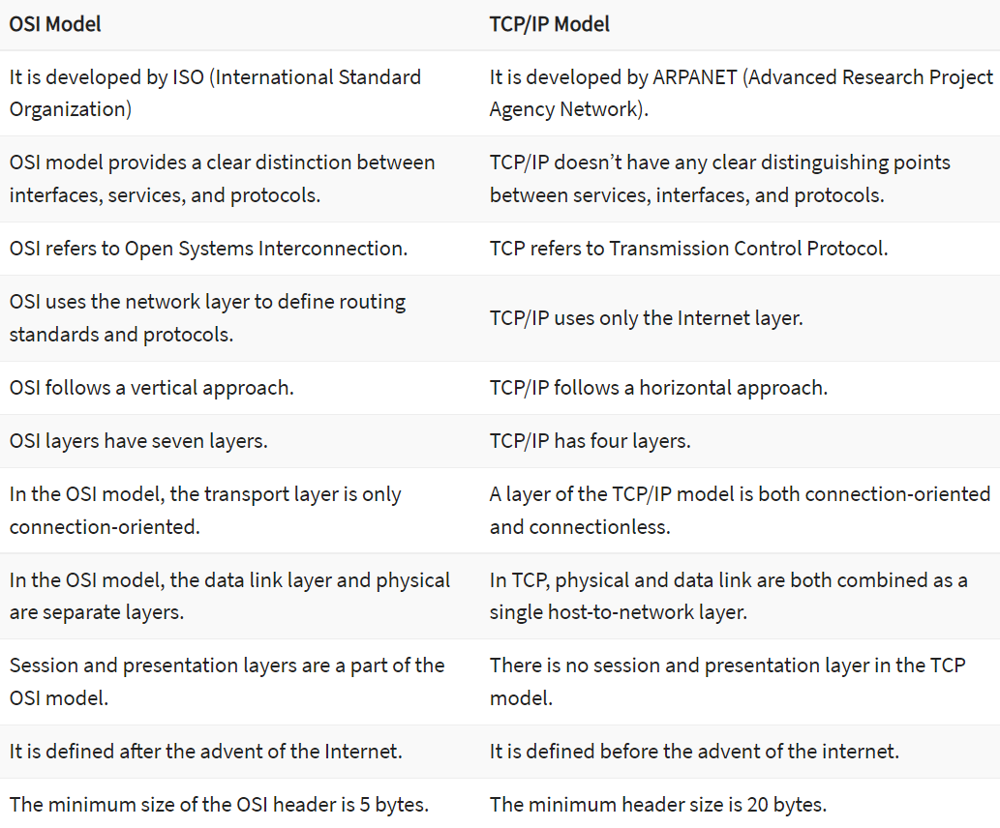 OSI Model
TCP/IP Model
It is developed by ISO (International Standard
Organization)
It is developed by ARPANET (Advanced Research Project
Agency Network).
OSI model provides a clear distinction between
interfaces, services, and protocols.
TCP/IP doesn’t have any clear distinguishing points
between services, interfaces, and protocols.
OSI refers to Open Systems Interconnection.
TCP refers to Transmission Control Protocol.
OSI uses the network layer to define routing
standards and protocols.
TCP/IP uses only the Internet layer.
OSI follows a vertical approach.
TCP/IP follows a horizontal approach.
OSI layers have seven layers.
TCP/IP has four layers.
In the OSI model, the transport layer is only
connection-oriented.
A layer of the TCP/IP model is both connection-oriented
and connectionless.
In the OSI model, the data link layer and physical
are separate layers.
In TCP, physical and data link are both combined as a
single host-to-network layer.
Session and presentation layers are a part of the
OSI model.
There is no session and presentation layer in the TCP
model.
It is defined after the advent of the Internet.
It is defined before the advent of the internet.
The minimum size of the OSI header is 5 bytes.
The minimum header size is 20 bytes.